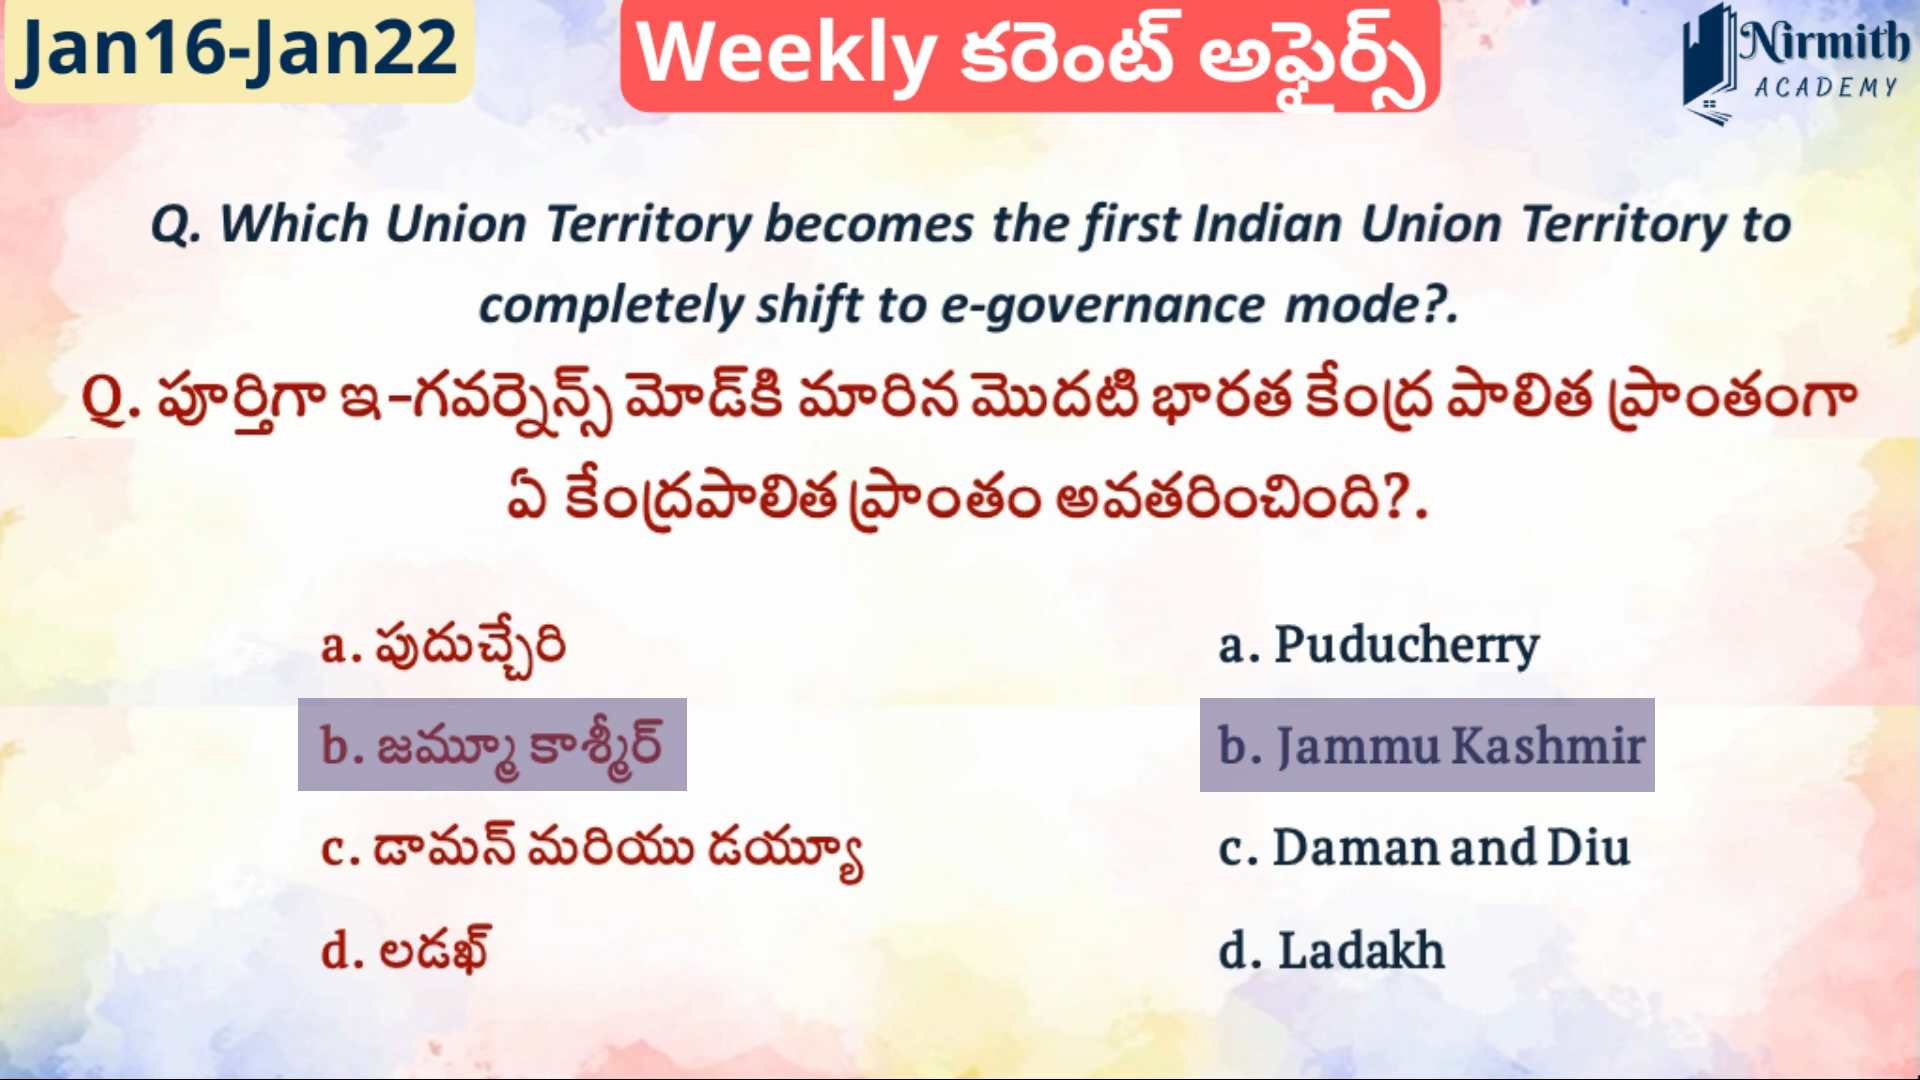 Jan16-Jan22
Weekly కరెంట్ అఫైర్స్
Nirmith
ACADEMY
Q. Which Union Territory becomes the first Indian Union Territory to
completely shift to e-governance mode?.
Q. పూర్తిగా ఇ-గవర్నెన్స్ మోడ్‌కి మారిన మొదటి భారత కేంద్ర పాలిత ప్రాంతంగా
ఏ కేంద్రపాలిత ప్రాంతం అవతరించింది?.
a. పుదుచ్చేరి
b. జమ్మూ కాశ్మీర్
c. డామన్ మరియు డయ్యూ
d. లడఖ్
a. Puducherry
b. Jammu Kashmir
c. Daman and Diu
d. Ladakh